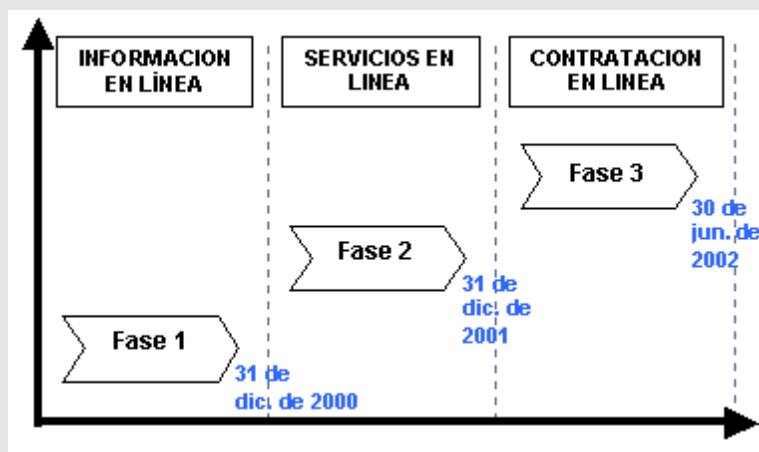 INFORMACION
EN LÍNEA
SERVICIOS EN
LINEA
CONTRATACION
EN LINEA
Fase 1
31 de
dic. de 2000
Fase 2
31 de
dic. de
2001
Fase 3
30 de
jun. de
2002